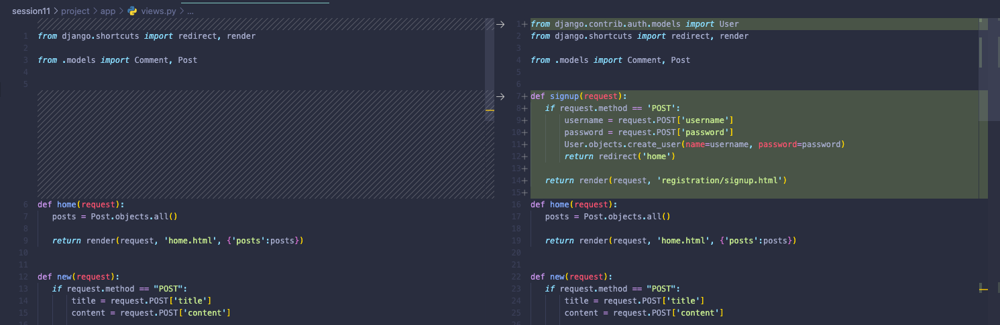 session11 > project > app > views.py > ...
1 from django.shortcuts import redirect, render
2
3 from .models import Comment, Post
4
5
6 def home(request):
7 posts = Post.objects.all()
8
9 return render(request, 'home.html', {'posts':posts})
10
11
12 def new(request):
13 if request.method == "POST":
14 title = request.POST['title']
15 content = request.POST['content']
1+ from django.contrib.auth.models import User
2 from django.shortcuts import redirect, render
3
4 from .models import Comment, Post
5
6
7+ def signup(request):
8+ if request.method == 'POST':
9+ username = request.POST['username']
10+ password = request.POST['password']
11+ User.objects.create_user(name=username, password=password)
12+ return redirect('home')
13+
14+ return render(request, 'registration/signup.html')
15+
16 def home(request):
17 posts = Post.objects.all()
18
19 return render(request, 'home.html', {'posts':posts})
20
21
22 def new(request):
23 if request.method == "POST":
24 title = request.POST['title']
25 content = request.POST['content']